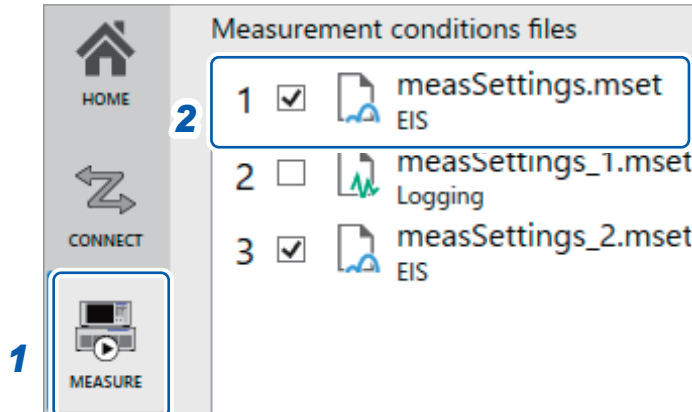 Measurement conditions files
HOME
2
1
measSettings.mset
EIS
2
measSettings_1.mset
Logging
CONNECT
3
measSettings_2.mset
EIS
1
MEASURE